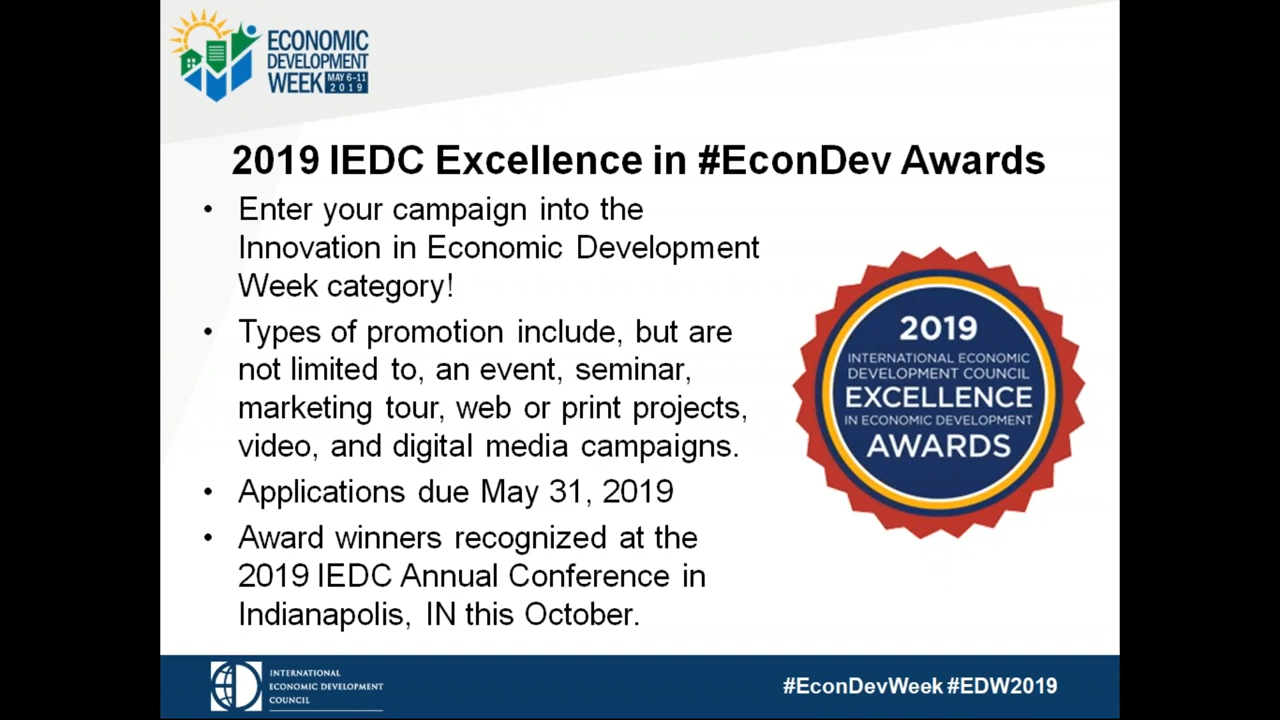 ECONOMIC
DEVELOPMENT
WEEK MAY 6-11
2019
2019 IEDC Excellence in #EconDev Awards
• Enter your campaign into the
Innovation in Economic Development
Week category!
• Types of promotion include, but are
not limited to, an event, seminar,
marketing tour, web or print projects,
video, and digital media campaigns.
• Applications due May 31, 2019
• Award winners recognized at the
2019 IEDC Annual Conference in
Indianapolis, IN this October.
2019
INTERNATIONAL ECONOMIC
DEVELOPMENT COUNCIL
EXCELLENCE
IN ECONOMIC DEVELOPMENT
AWARDS
INTERNATIONAL
ECONOMIC DEVELOPMENT
COUNCIL
#EconDevWeek #EDW2019